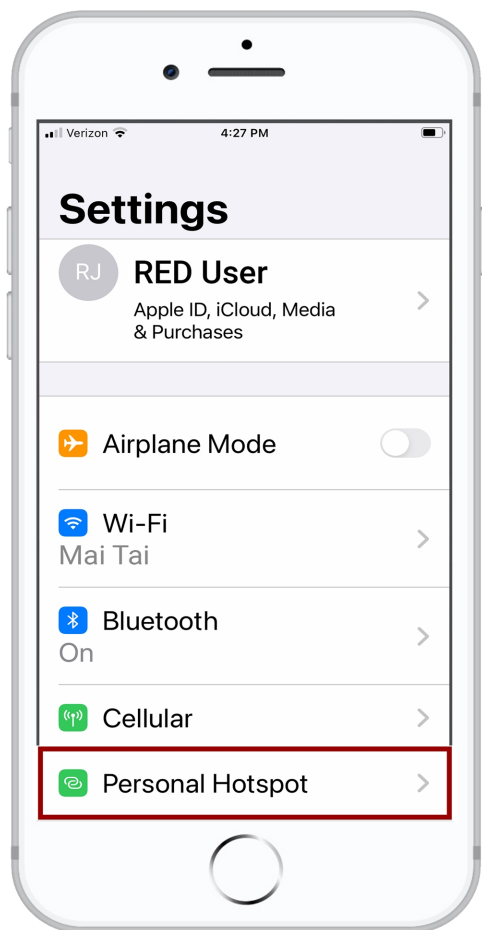 Verizon 4:27 PM
Settings
RJ
RED User
Apple ID, iCloud, Media
& Purchases
Airplane Mode
Wi-Fi
Mai Tai
Bluetooth
On
Cellular
Personal Hotspot